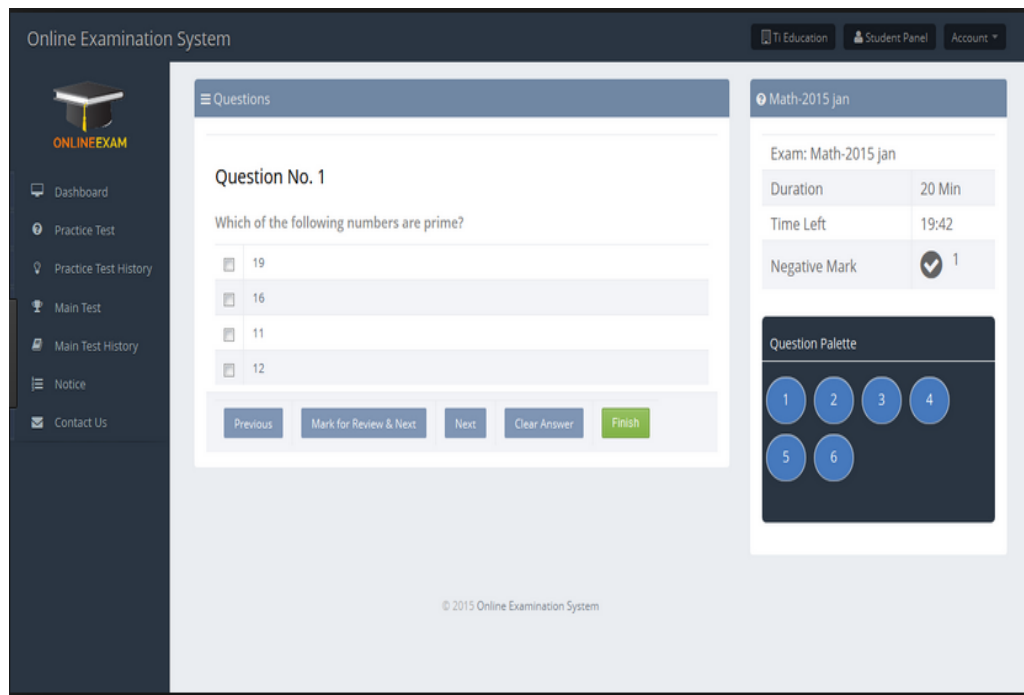 Online Examination System
Ti Education
Student Panel
Account
ONLINEEXAM
Dashboard
Practice Test
Practice Test History
Main Test
Main Test History
Notice
Contact Us
Questions
Question No. 1
Which of the following numbers are prime?
19
16
11
12
Previous
Mark for Review & Next
Next
Clear Answer
Finish
Math-2015 jan
Exam: Math-2015 jan
Duration 20 Min
Time Left 19:42
Negative Mark 1
Question Palette
1 2 3 4
5 6
© 2015 Online Examination System